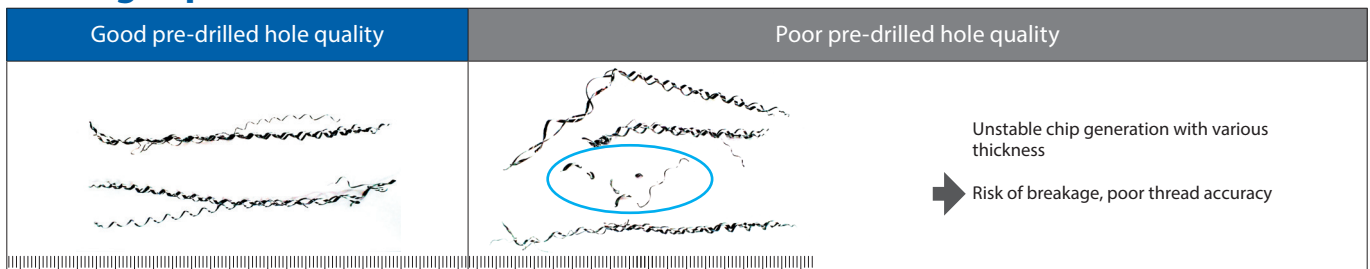 Good pre-drilled hole quality
Poor pre-drilled hole quality
Unstable chip generation with various
thickness
Risk of breakage, poor thread accuracy